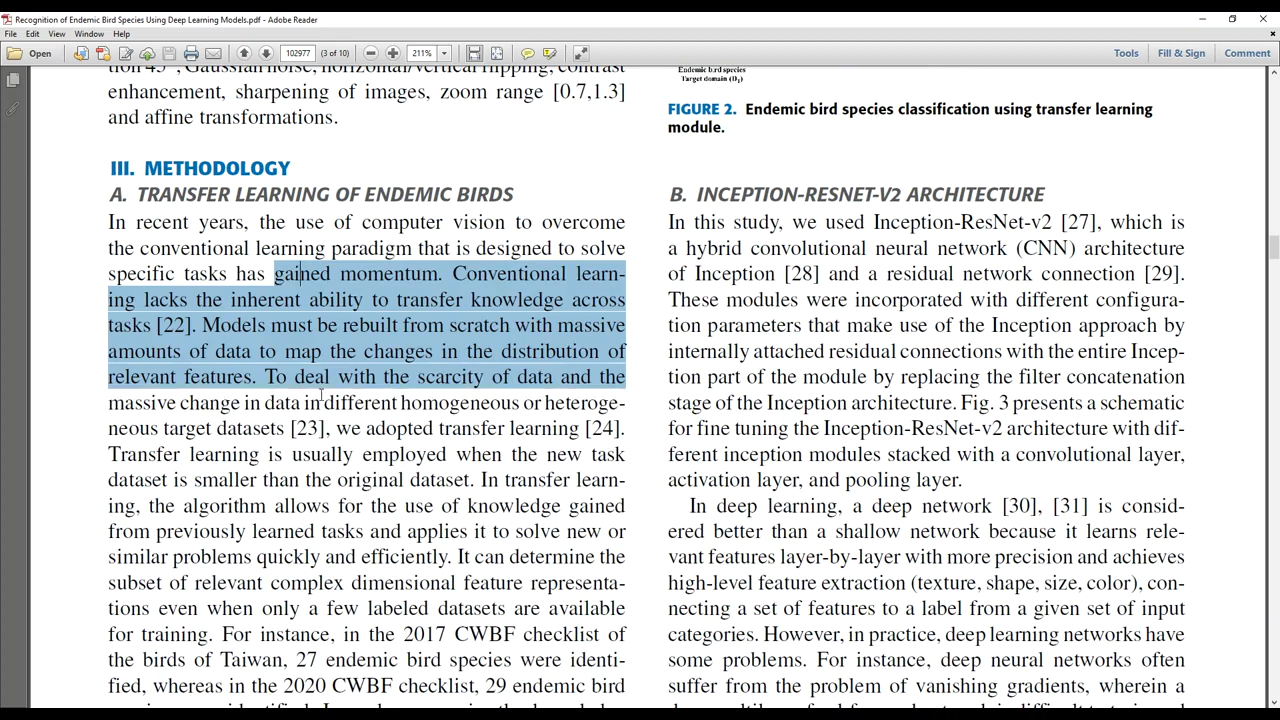 Recognition of Endemic Bird Species Using Deep Learning Models.pdf - Adobe Reader
File Edit View Window Help
Open 102977 (3 of 10) 211% Tools Fill & Sign Comment
tion 45°, Gaussian noise, horizontal/vertical flipping, contrast
enhancement, sharpening of images, zoom range [0.7,1.3]
and affine transformations.
III. METHODOLOGY
A. TRANSFER LEARNING OF ENDEMIC BIRDS
In recent years, the use of computer vision to overcome
the conventional learning paradigm that is designed to solve
specific tasks has gained momentum. Conventional learn-
ing lacks the inherent ability to transfer knowledge across
tasks [22]. Models must be rebuilt from scratch with massive
amounts of data to map the changes in the distribution of
relevant features. To deal with the scarcity of data and the
massive change in data in different homogeneous or heteroge-
neous target datasets [23], we adopted transfer learning [24].
Transfer learning is usually employed when the new task
dataset is smaller than the original dataset. In transfer learn-
ing, the algorithm allows for the use of knowledge gained
from previously learned tasks and applies it to solve new or
similar problems quickly and efficiently. It can determine the
subset of relevant complex dimensional feature representa-
tions even when only a few labeled datasets are available
for training. For instance, in the 2017 CWBF checklist of
the birds of Taiwan, 27 endemic bird species were identi-
fied, whereas in the 2020 CWBF checklist, 29 endemic bird
Endemic bird species
Target domain (D₁)
FIGURE 2. Endemic bird species classification using transfer learning
module.
B. INCEPTION-RESNET-V2 ARCHITECTURE
In this study, we used Inception-ResNet-v2 [27], which is
a hybrid convolutional neural network (CNN) architecture
of Inception [28] and a residual network connection [29].
These modules were incorporated with different configura-
tion parameters that make use of the Inception approach by
internally attached residual connections with the entire Incep-
tion part of the module by replacing the filter concatenation
stage of the Inception architecture. Fig. 3 presents a schematic
for fine tuning the Inception-ResNet-v2 architecture with dif-
ferent inception modules stacked with a convolutional layer,
activation layer, and pooling layer.
In deep learning, a deep network [30], [31] is consid-
ered better than a shallow network because it learns rele-
vant features layer-by-layer with more precision and achieves
high-level feature extraction (texture, shape, size, color), con-
necting a set of features to a label from a given set of input
categories. However, in practice, deep learning networks have
some problems. For instance, deep neural networks often
suffer from the problem of vanishing gradients, wherein a